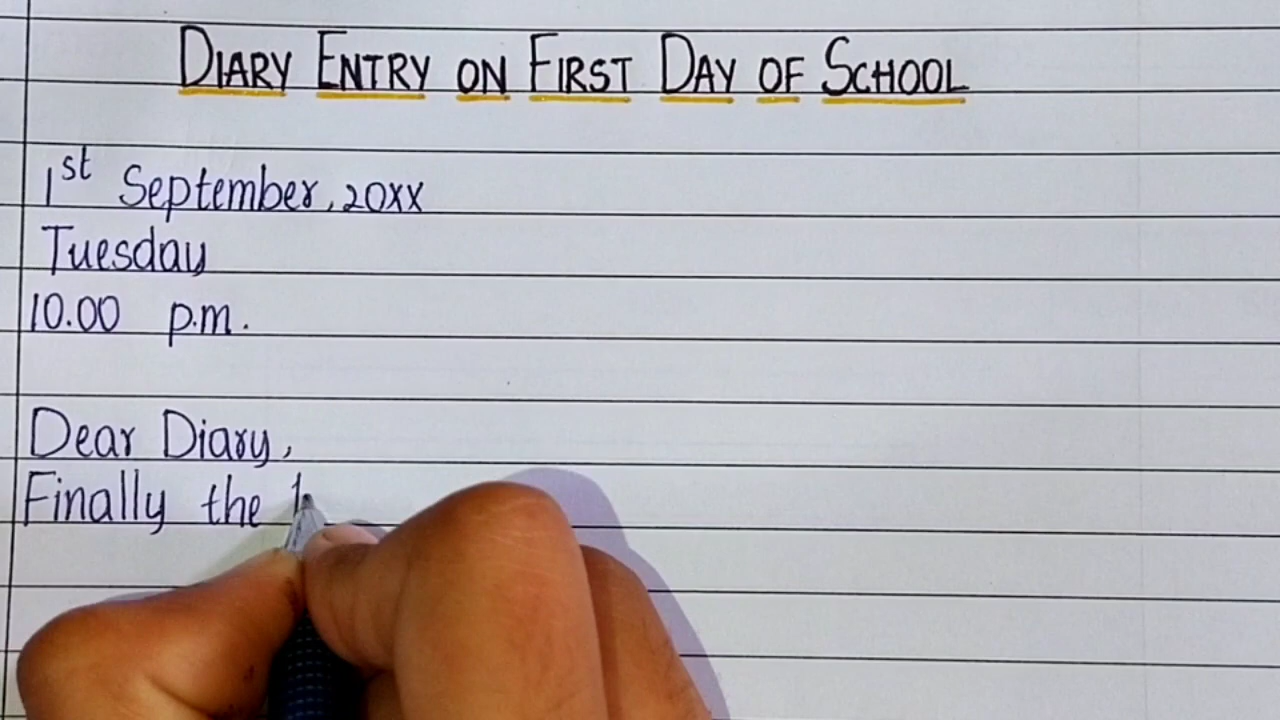 DIARY ENTRY ON FIRST DAY OF SCHOOL
1st September, 20XX
Tuesday
10.00 p.m.
Dear Diary,
Finally the